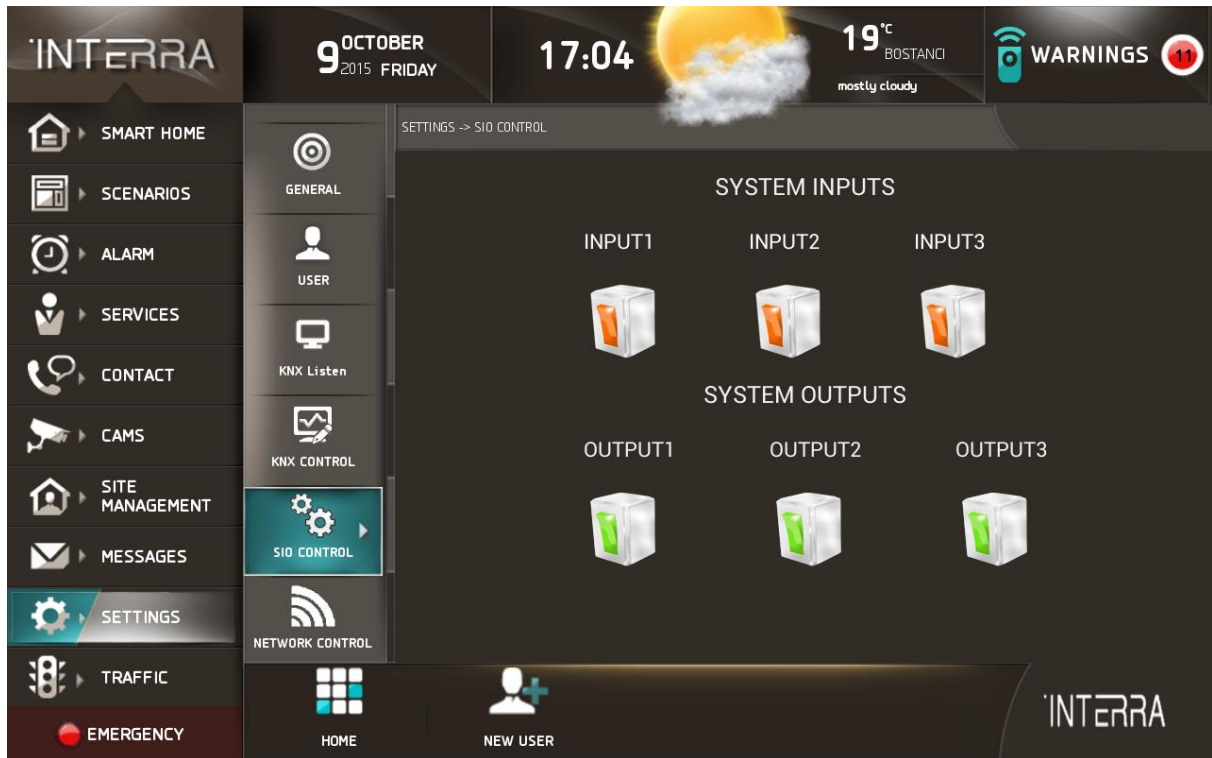 INTERRA
9 OCTOBER
2015 FRIDAY
17:04
19°C
BOSTANCI
mostly cloudy
WARNINGS 11
SMART HOME
SCENARIOS
ALARM
SERVICES
CONTACT
CAMS
SITE
MANAGEMENT
MESSAGES
SETTINGS
TRAFFIC
EMERGENCY
GENERAL
USER
KNX Listen
KNX CONTROL
SIO CONTROL
NETWORK CONTROL
SETTINGS -> SIO CONTROL
SYSTEM INPUTS
INPUT1 INPUT2 INPUT3
SYSTEM OUTPUTS
OUTPUT1 OUTPUT2 OUTPUT3
HOME
NEW USER
INTERRA